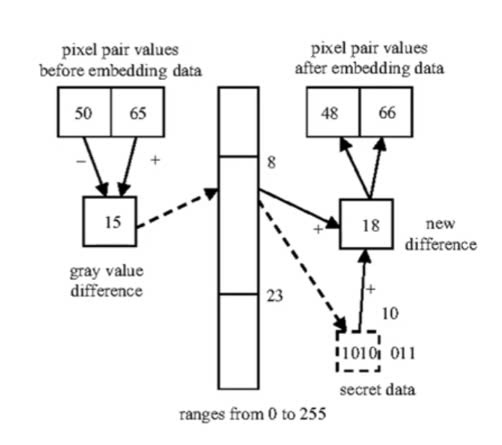 pixel pair values
before embedding data
50 65
− +
15
gray value
difference
8
23
ranges from 0 to 255
pixel pair values
after embedding data
48 66
+
18
new
difference
+
10
1010 011
secret data